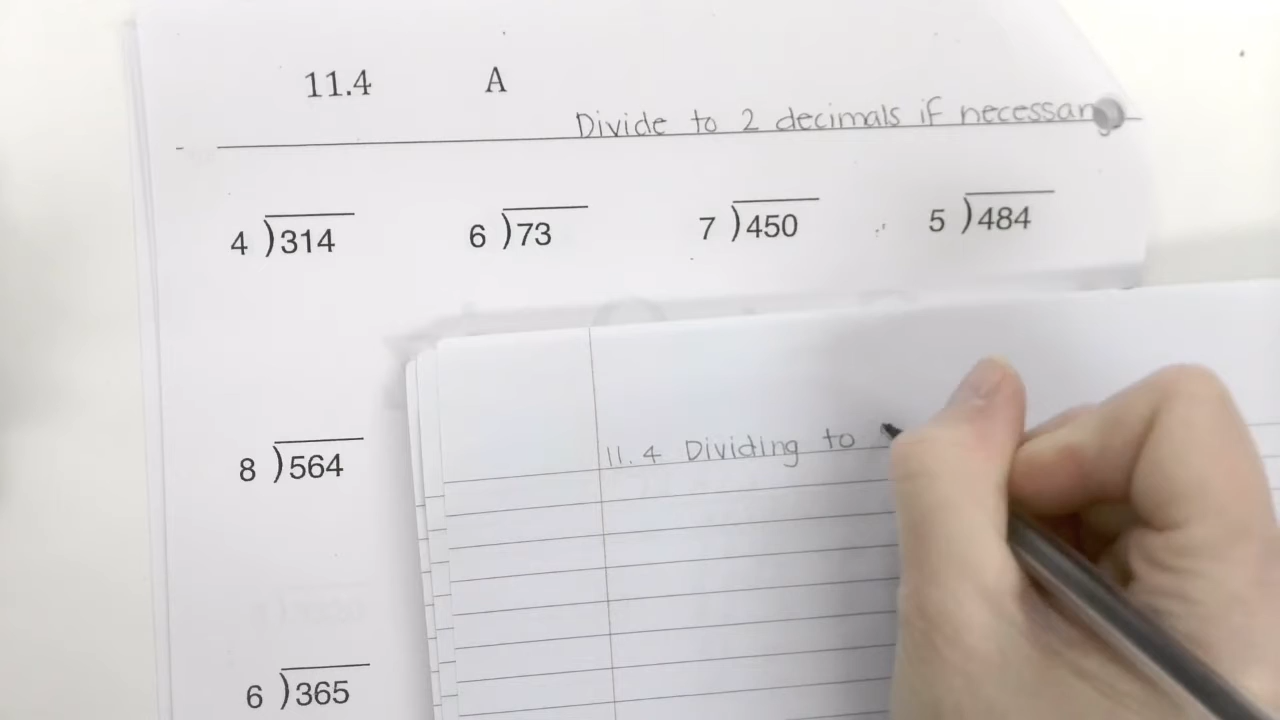 11.4 A
Divide to 2 decimals if necessary
4 )314 6 )73 7 )450 5 )484
8 )564
11.4 Dividing to
6 )365